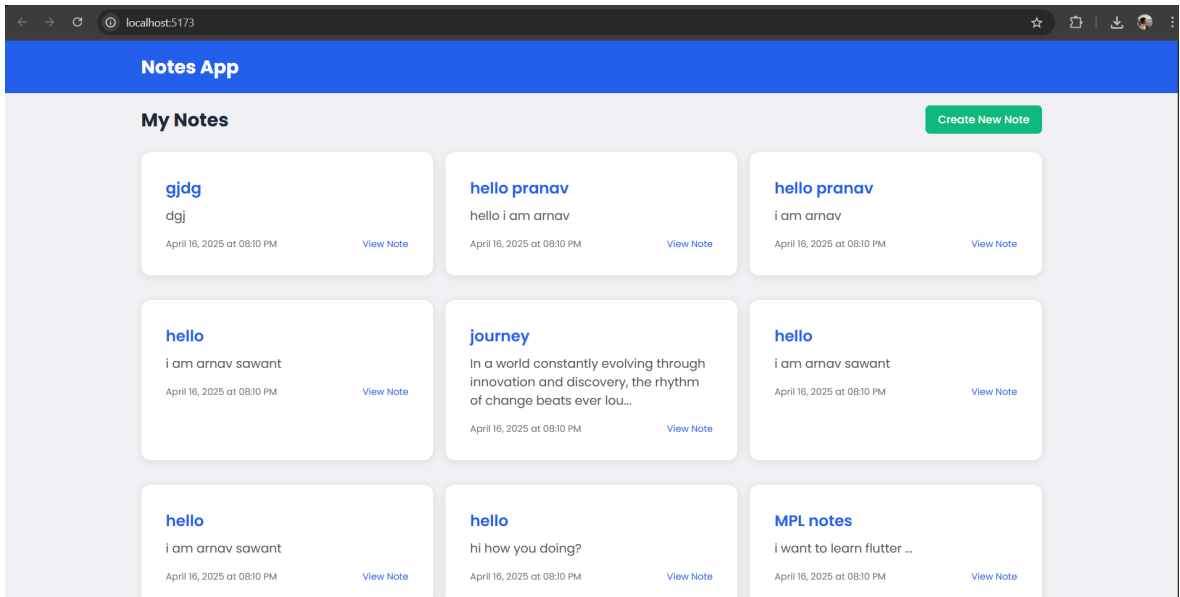 localhost:5173
Notes App
My Notes
Create New Note
gjdg
dgj
April 16, 2025 at 08:10 PM
View Note
hello pranav
hello i am arnav
April 16, 2025 at 08:10 PM
View Note
hello pranav
i am arnav
April 16, 2025 at 08:10 PM
View Note
hello
i am arnav sawant
April 16, 2025 at 08:10 PM
View Note
journey
In a world constantly evolving through
innovation and discovery, the rhythm
of change beats ever lou...
April 16, 2025 at 08:10 PM
View Note
hello
i am arnav sawant
April 16, 2025 at 08:10 PM
View Note
hello
i am arnav sawant
April 16, 2025 at 08:10 PM
View Note
hello
hi how you doing?
April 16, 2025 at 08:10 PM
View Note
MPL notes
i want to learn flutter ...
April 16, 2025 at 08:10 PM
View Note